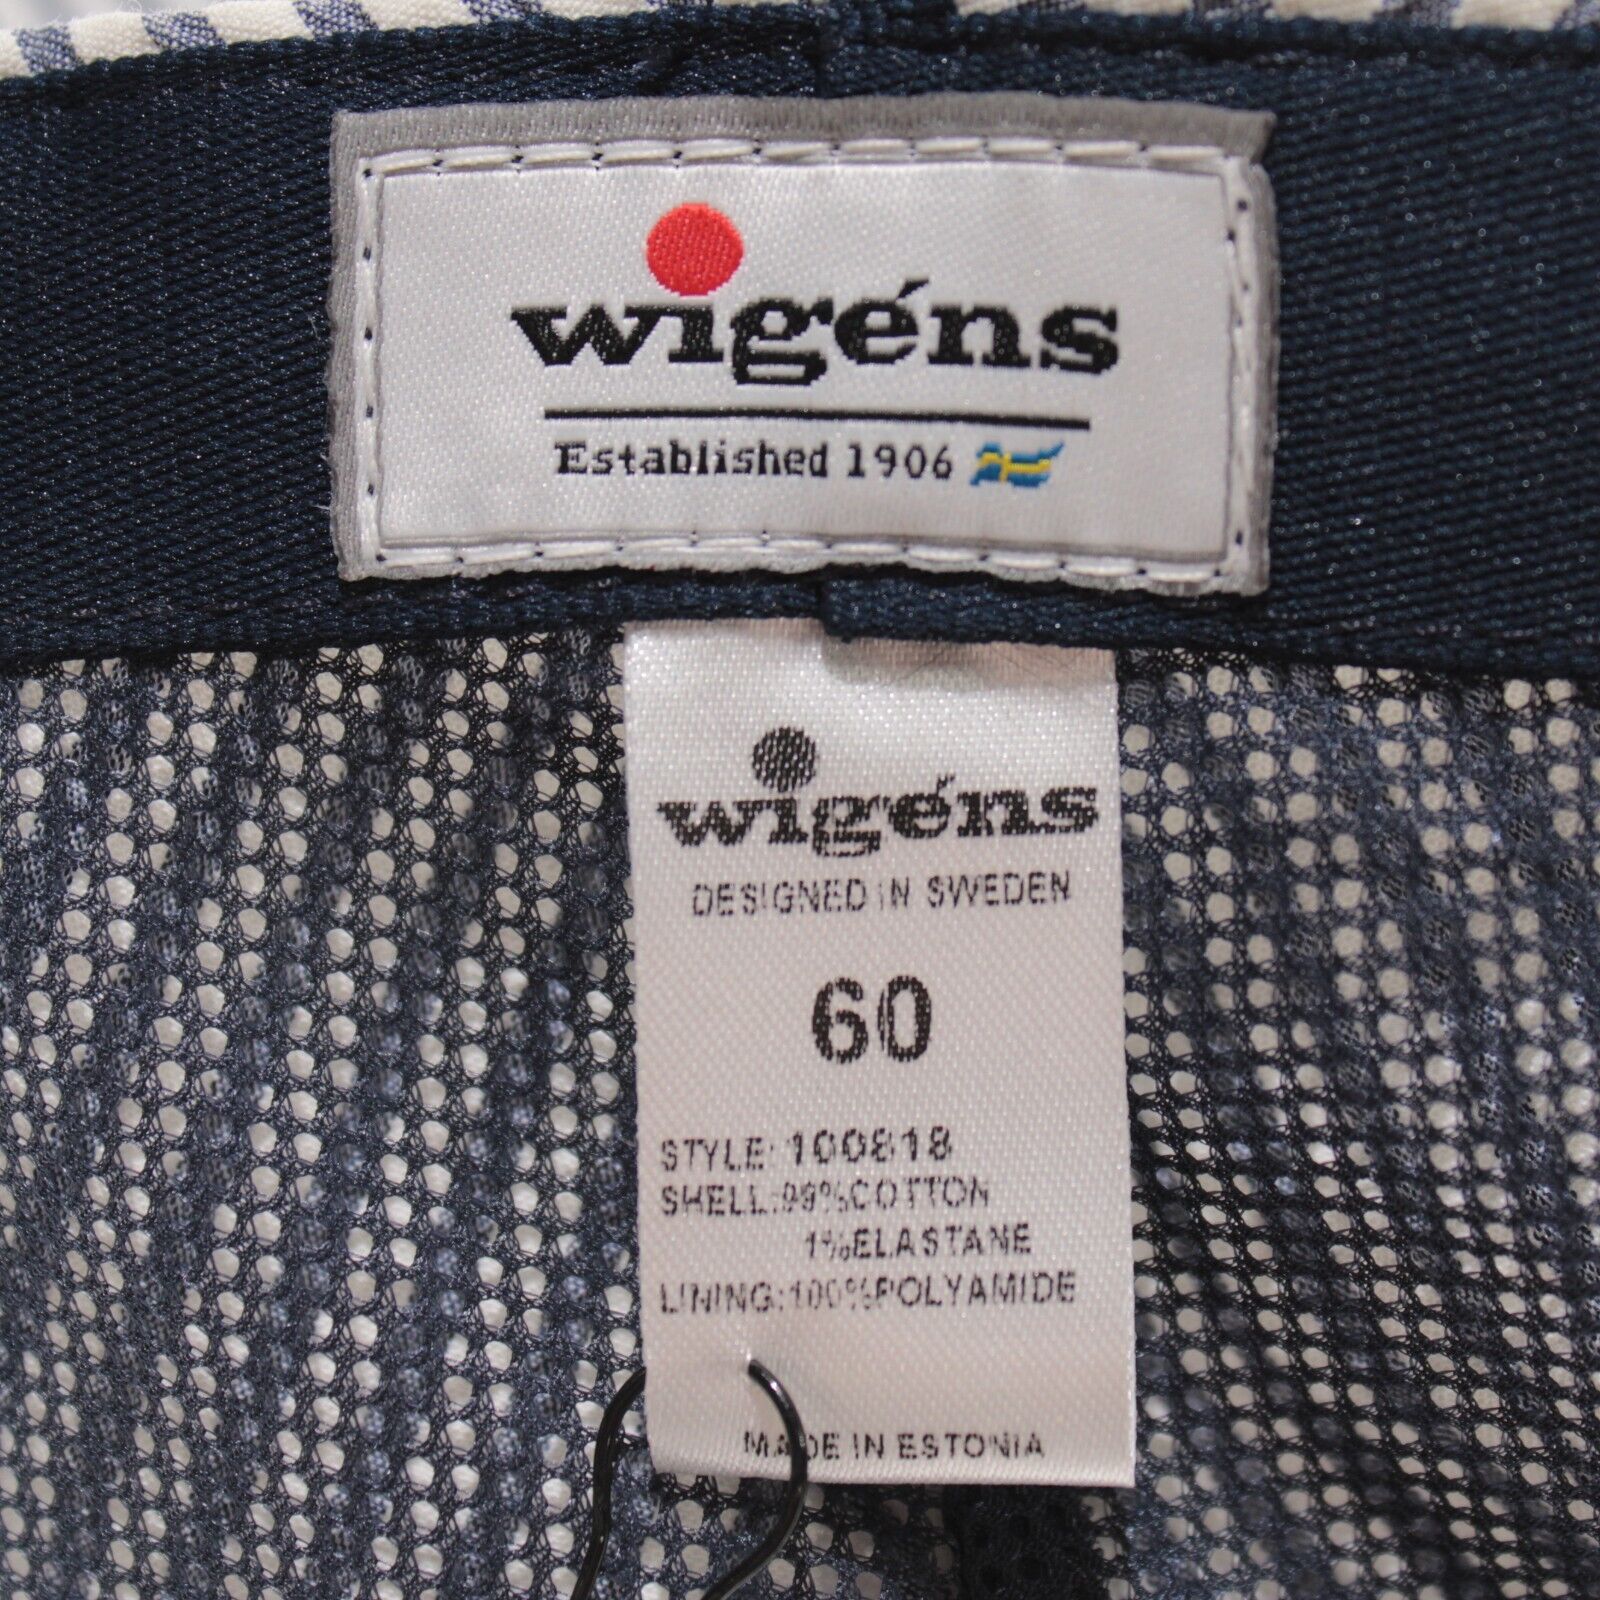 wigéns
Established 1906
wigéns
DESIGNED IN SWEDEN
60
STYLE: 100818
SHELL:99%COTTON
1%ELASTANE
LINING:100%POLYAMIDE
MADE IN ESTONIA